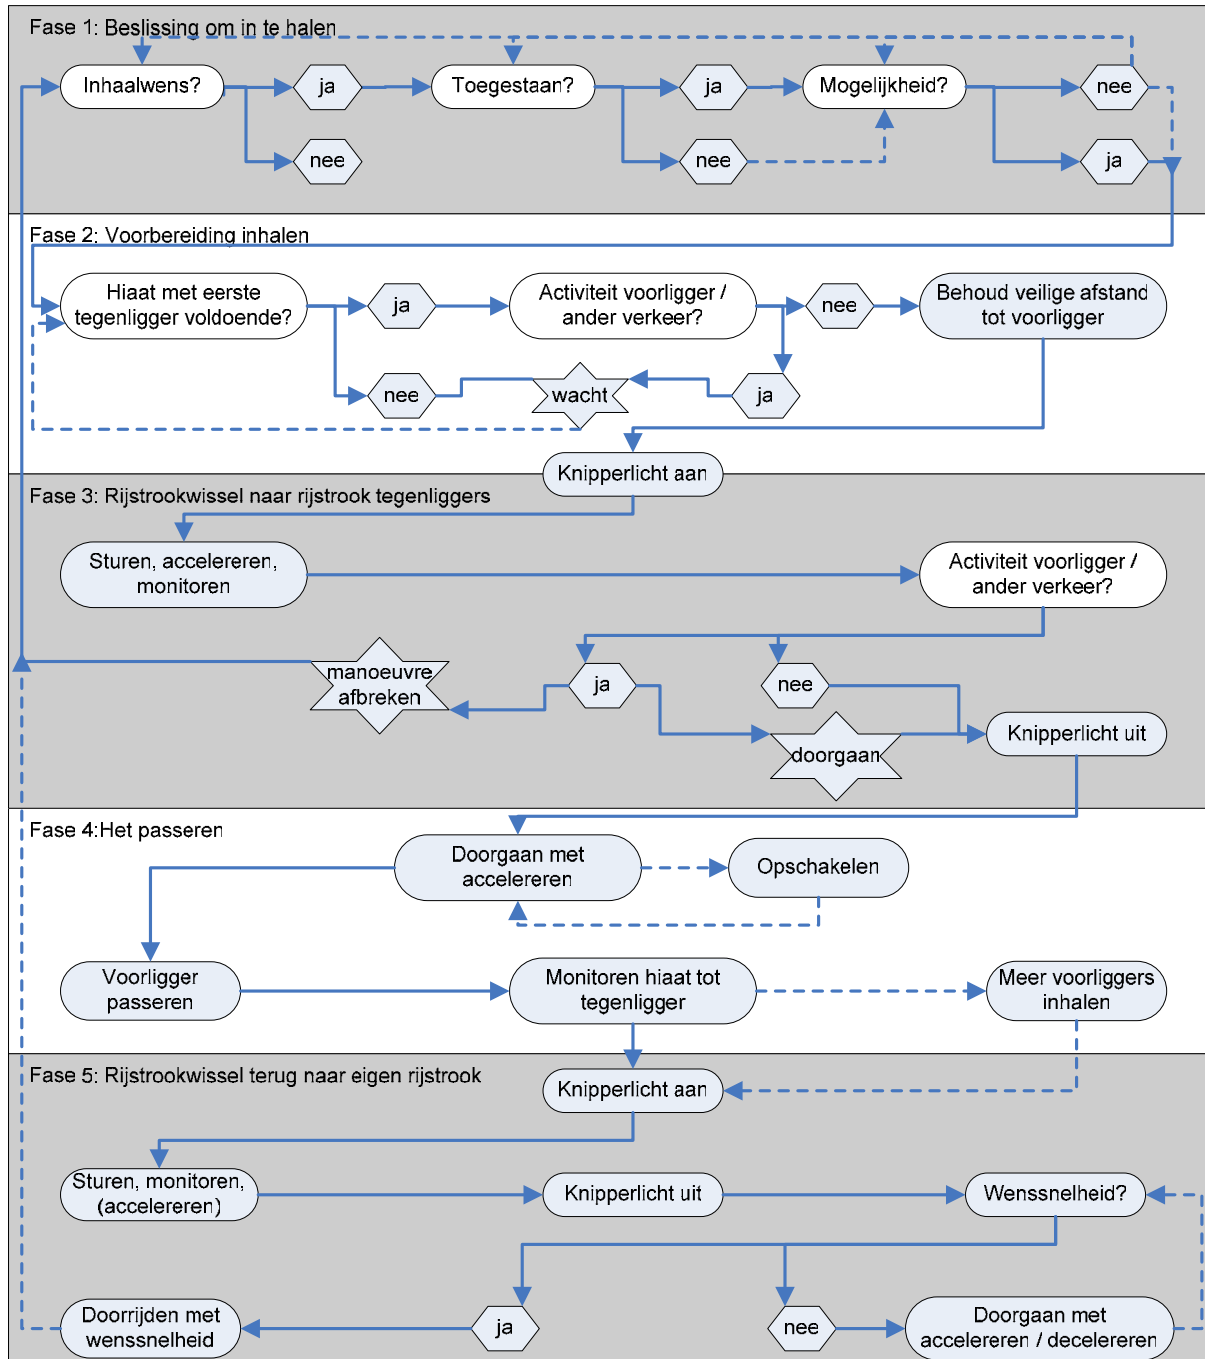 Fase 1: Beslissing om in te halen
Inhaalwens?
ja
Toegestaan?
ja
Mogelijkheid?
nee
nee
nee
ja
Fase 2: Voorbereiding inhalen
Hiaat met eerste
tegenligger voldoende?
ja
Activiteit voorligger /
ander verkeer?
nee
Behoud veilige afstand
tot voorligger
nee
wacht
ja
Knipperlicht aan
Fase 3: Rijstrookwissel naar rijstrook tegenliggers
Sturen, accelereren,
monitoren
Activiteit voorligger /
ander verkeer?
manoeuvre
afbreken
ja
nee
doorgaan
Knipperlicht uit
Fase 4:Het passeren
Doorgaan met
accelereren
Opschakelen
Voorligger
passeren
Monitoren hiaat tot
tegenligger
Meer voorliggers
inhalen
Fase 5: Rijstrookwissel terug naar eigen rijstrook
Knipperlicht aan
Sturen, monitoren,
(accelereren)
Knipperlicht uit
Wenssnelheid?
Doorrijden met
wenssnelheid
ja
nee
Doorgaan met
accelereren / decelereren